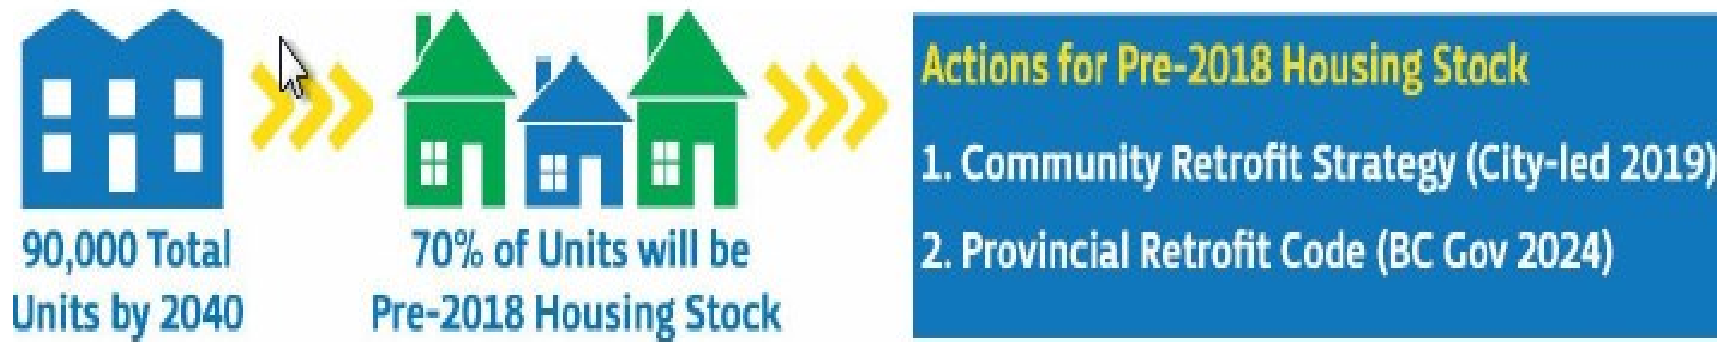 90,000 Total
Units by 2040
70% of Units will be
Pre-2018 Housing Stock
Actions for Pre-2018 Housing Stock
1. Community Retrofit Strategy (City-led 2019)
2. Provincial Retrofit Code (BC Gov 2024)